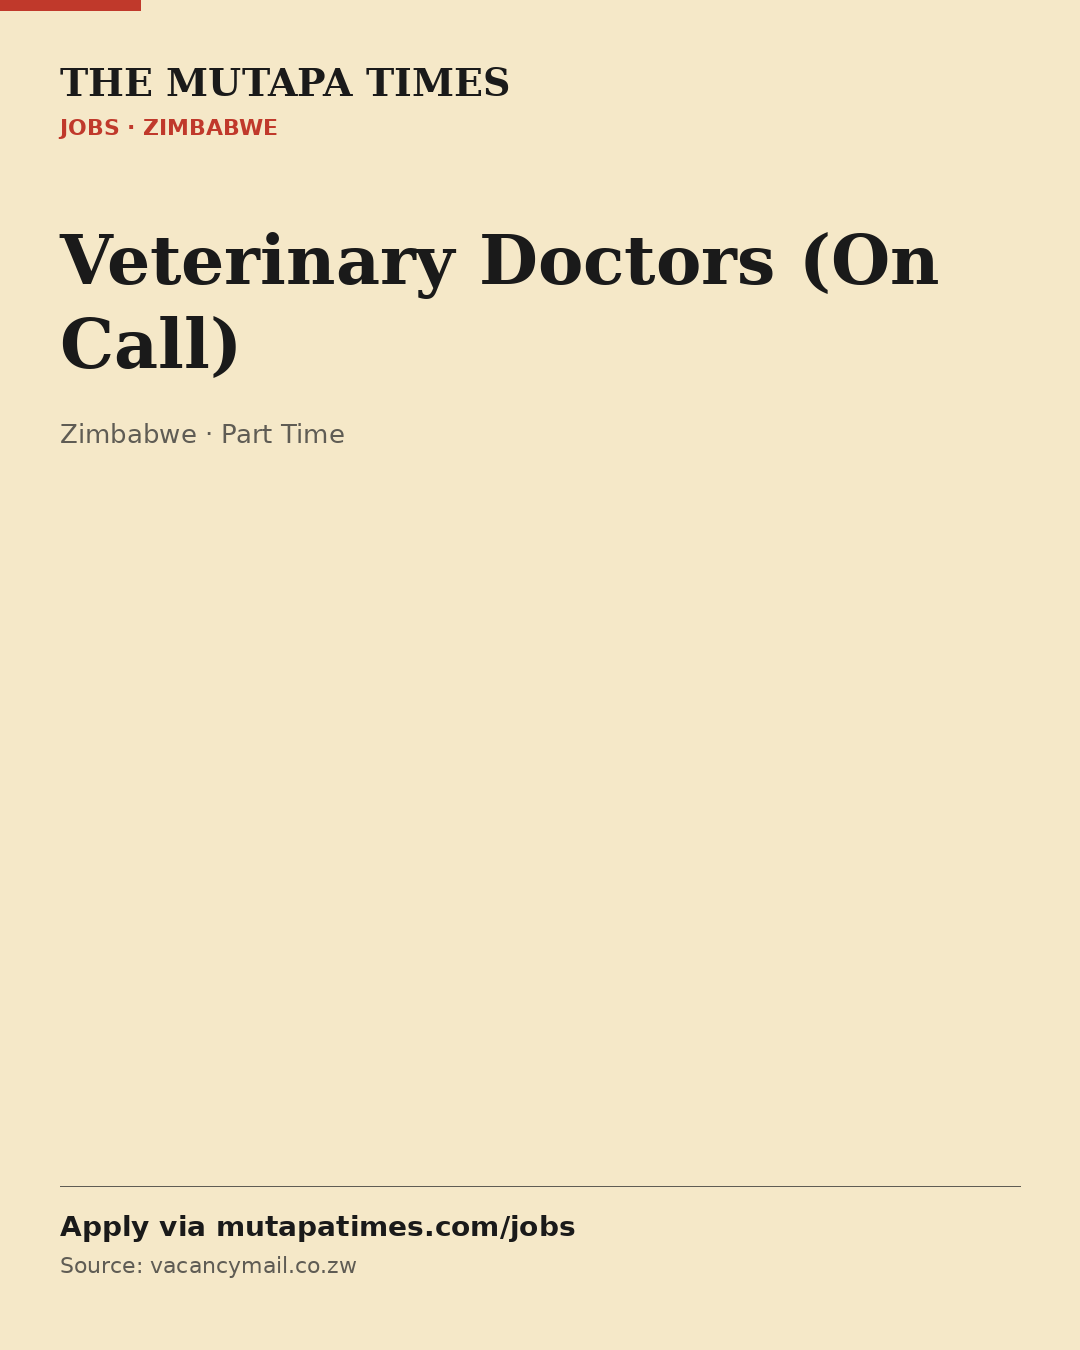 THE MUTAPA TIMES
JOBS · ZIMBABWE
Veterinary Doctors (On
Call)
Zimbabwe · Part Time
Apply via mutapatimes.com/jobs
Source: vacancymail.co.zw